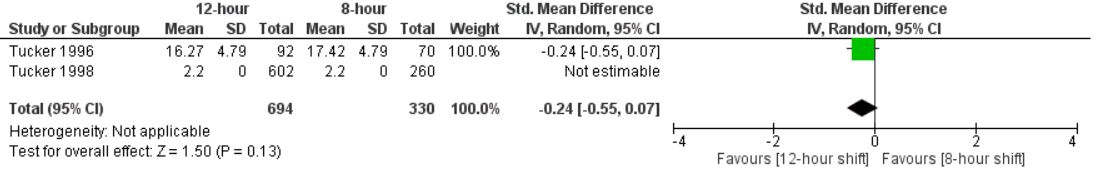 12-hour 8-hour Std. Mean Difference Std. Mean Difference
Study or Subgroup Mean SD Total Mean SD Total Weight IV, Random, 95% CI IV, Random, 95% CI
Tucker 1996 16.27 4.79 92 17.42 4.79 70 100.0% -0.24 [-0.55, 0.07]
Tucker 1998 2.2 0 602 2.2 0 260 Not estimable
Total (95% CI) 694 330 100.0% -0.24 [-0.55, 0.07]
Heterogeneity: Not applicable
Test for overall effect: Z = 1.50 (P = 0.13)
-4 -2 0 2 4
Favours [12-hour shift] Favours [8-hour shift]